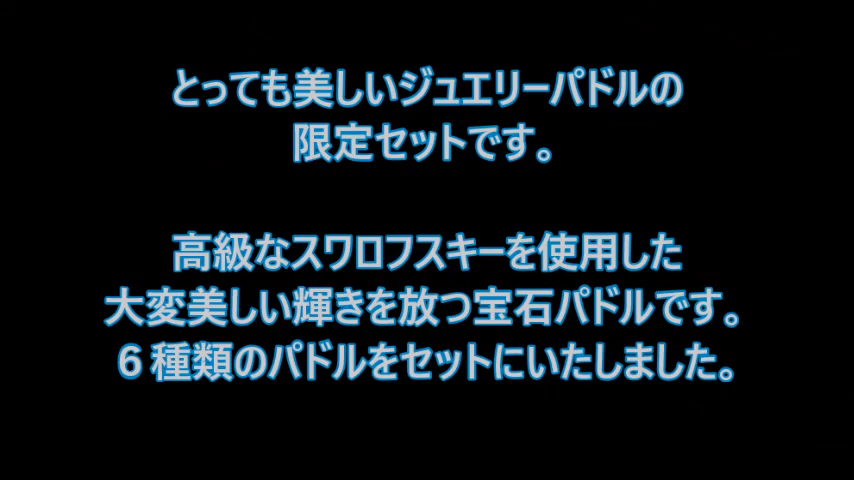 とっても美しいジュエリーパドルの
限定セットです。
高級なスワロフスキーを使用した
大変美しい輝きを放つ宝石パドルです。
６種類のパドルをセットにいたしました。